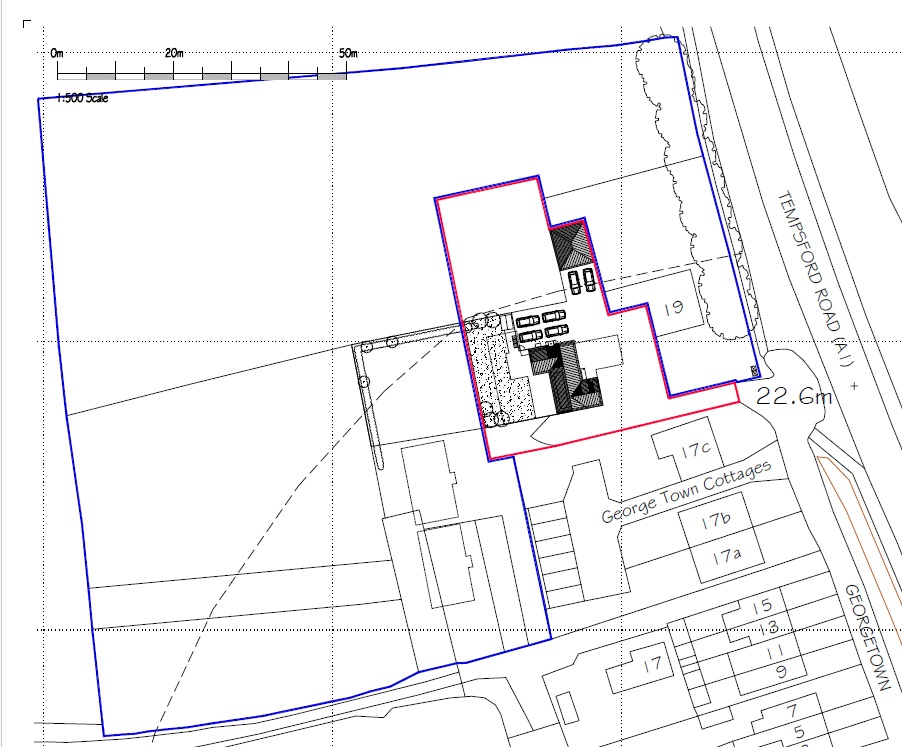 0m 20m 50m
1:500 Scale
TEMPSFORD ROAD (A1)
19
22.6m
17c
George Town Cottages
17b
17a
GEORGETOWN
15
13
11
17
9
7
5